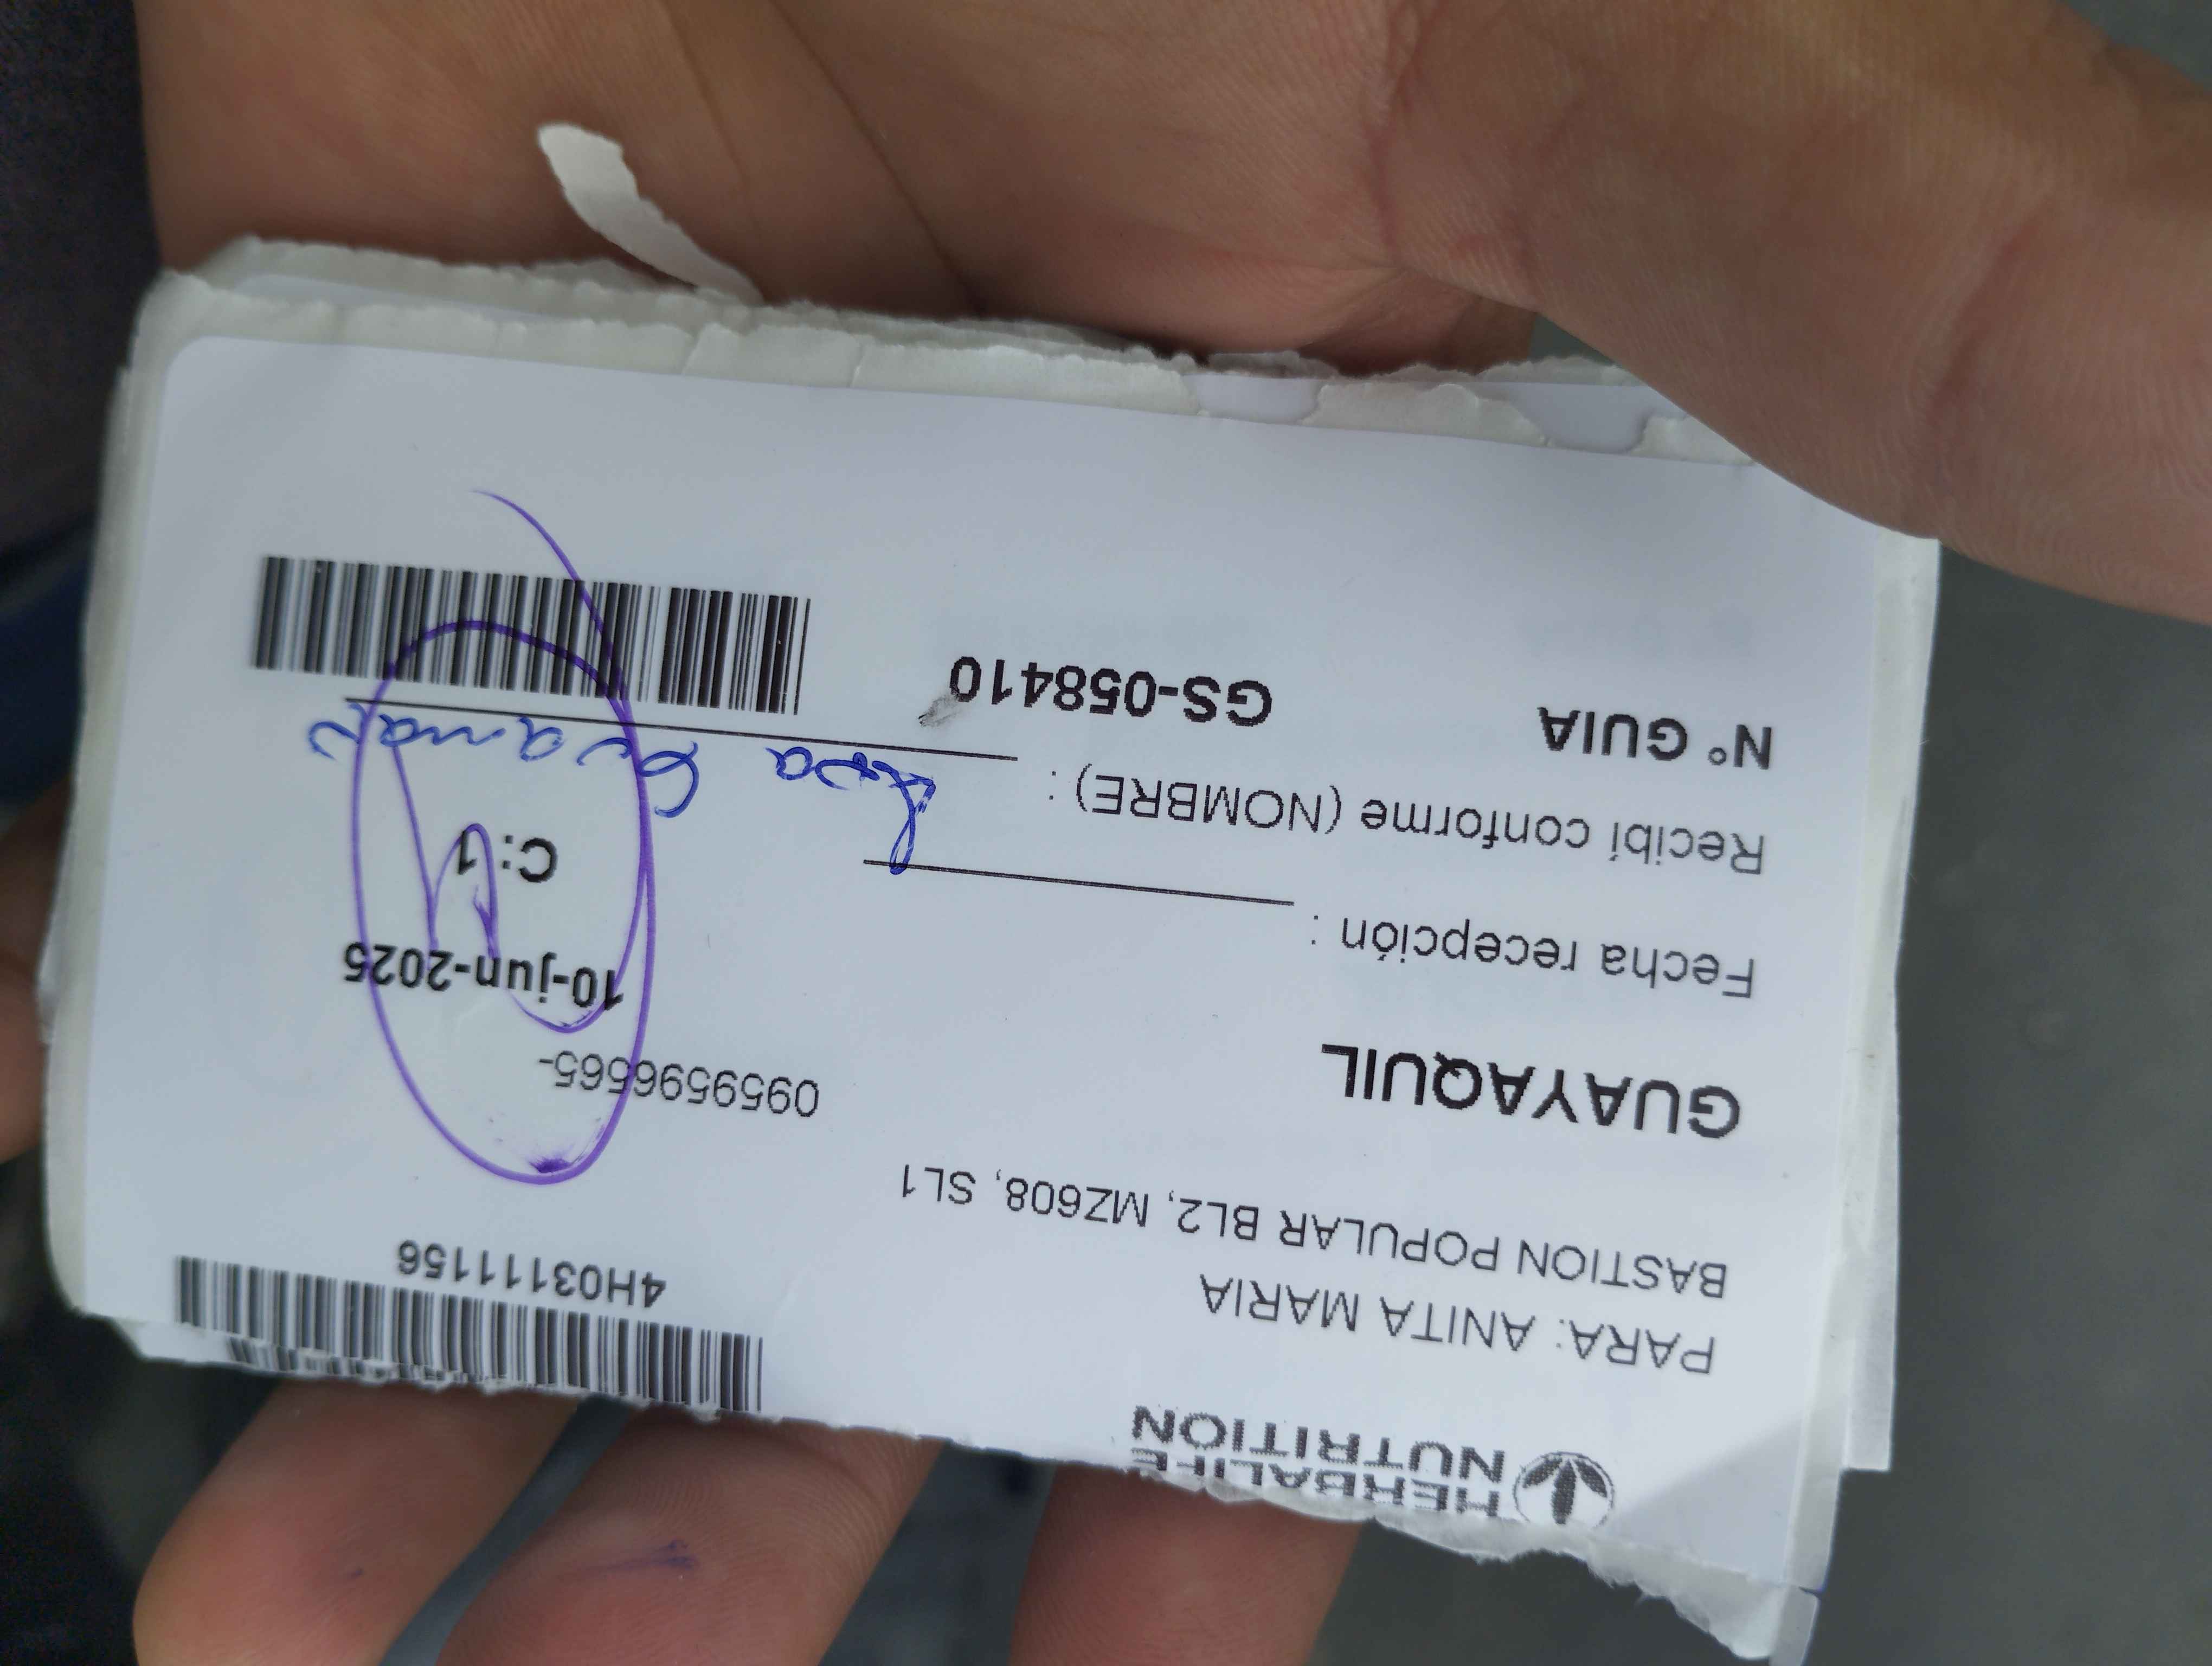 HERBALIFE
NUTRITION
4H03111156
PARA: ANITA MARIA
BASTION POPULAR BL2, MZ608, SL1
0959596565-
GUAYAQUIL
10-jun-2025
Fecha recepción :
C: 1
Recibí conforme (NOMBRE) :
N° GUIA GS-058410